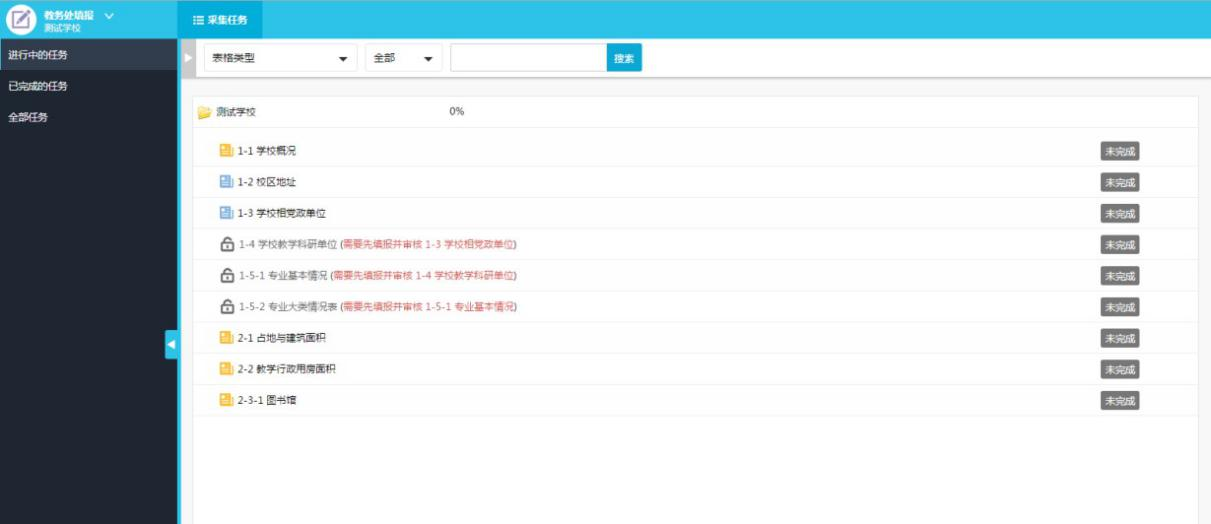 教务处填报
测试学校
采集任务
进行中的任务
已完成的任务
全部任务
表格类型 全部 搜索
测试学校 0%
1-1 学校概况 未完成
1-2 校区地址 未完成
1-3 学校相党政单位 未完成
1-4 学校教学科研单位 (需要先填报并审核 1-3 学校相党政单位) 未完成
1-5-1 专业基本情况 (需要先填报并审核 1-4 学校教学科研单位) 未完成
1-5-2 专业大类情况表 (需要先填报并审核 1-5-1 专业基本情况) 未完成
2-1 占地与建筑面积 未完成
2-2 教学行政用房面积 未完成
2-3-1 图书馆 未完成